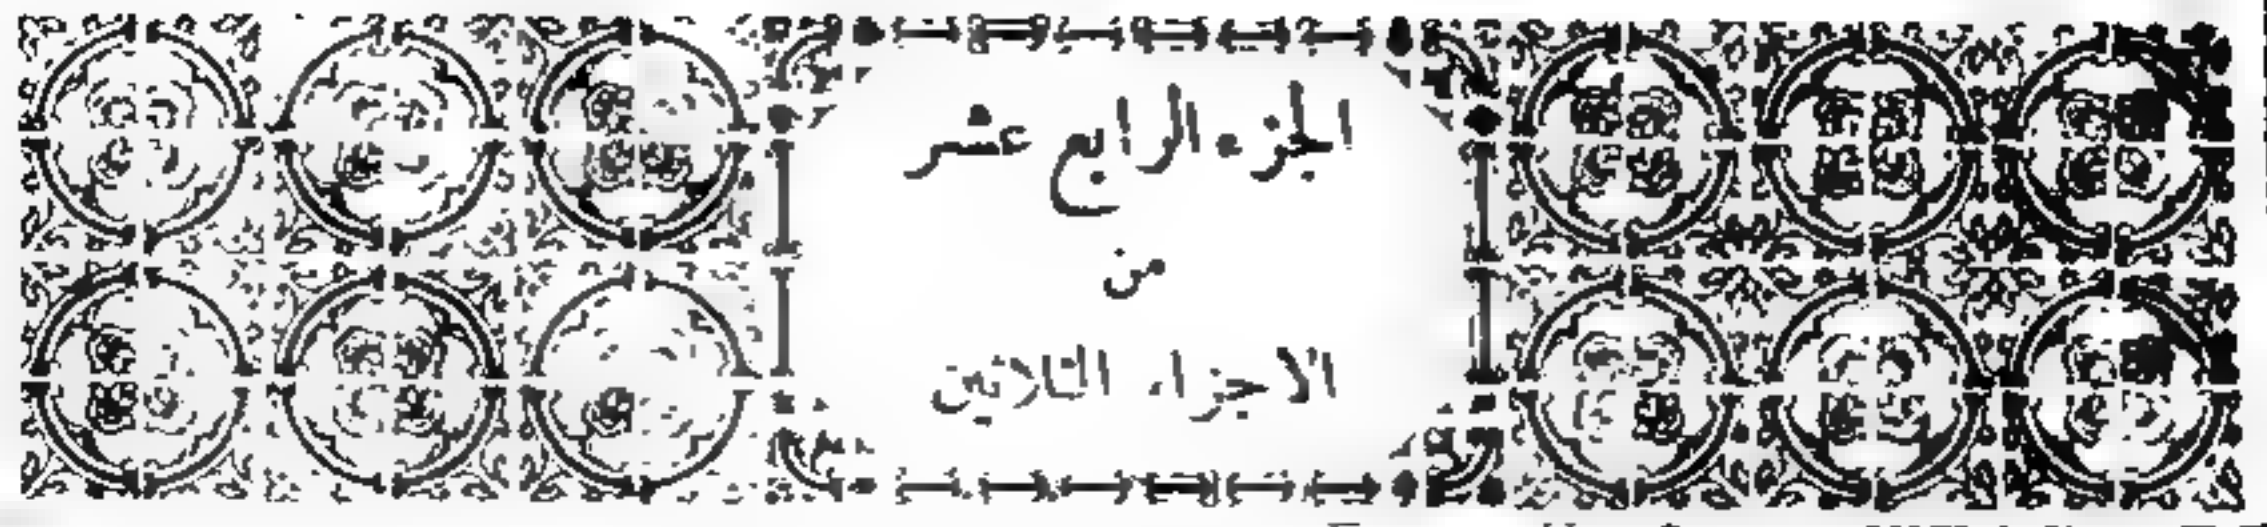 الجزء الرابع عشر
من
الاجزاء الثلاثين